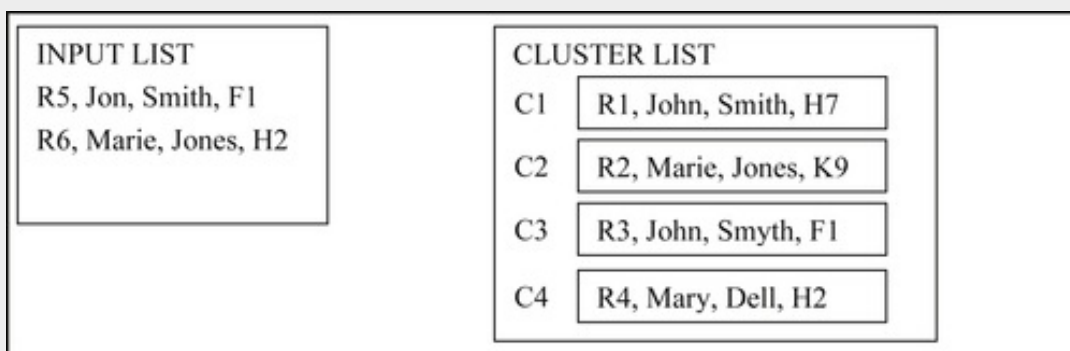 INPUT LIST
R5, Jon, Smith, F1
R6, Marie, Jones, H2
CLUSTER LIST
C1 R1, John, Smith, H7
C2 R2, Marie, Jones, K9
C3 R3, John, Smyth, F1
C4 R4, Mary, Dell, H2